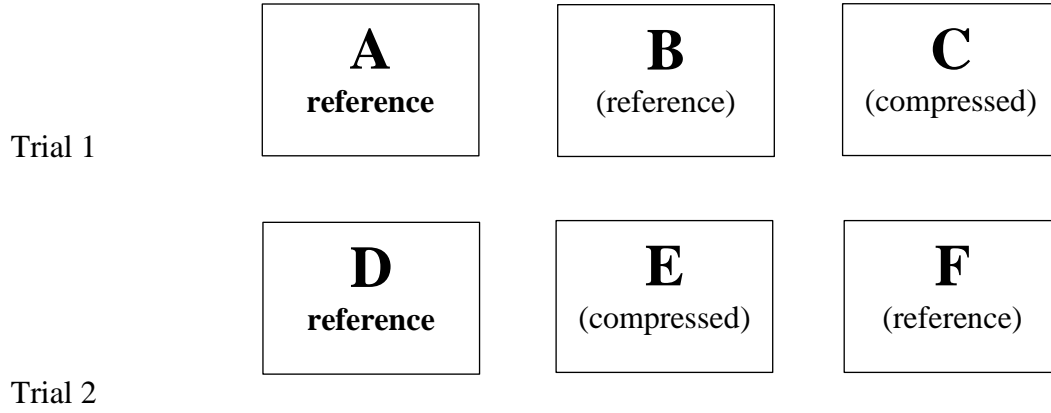 A B C
reference (reference) (compressed)
Trial 1
D E F
reference (compressed) (reference)
Trial 2